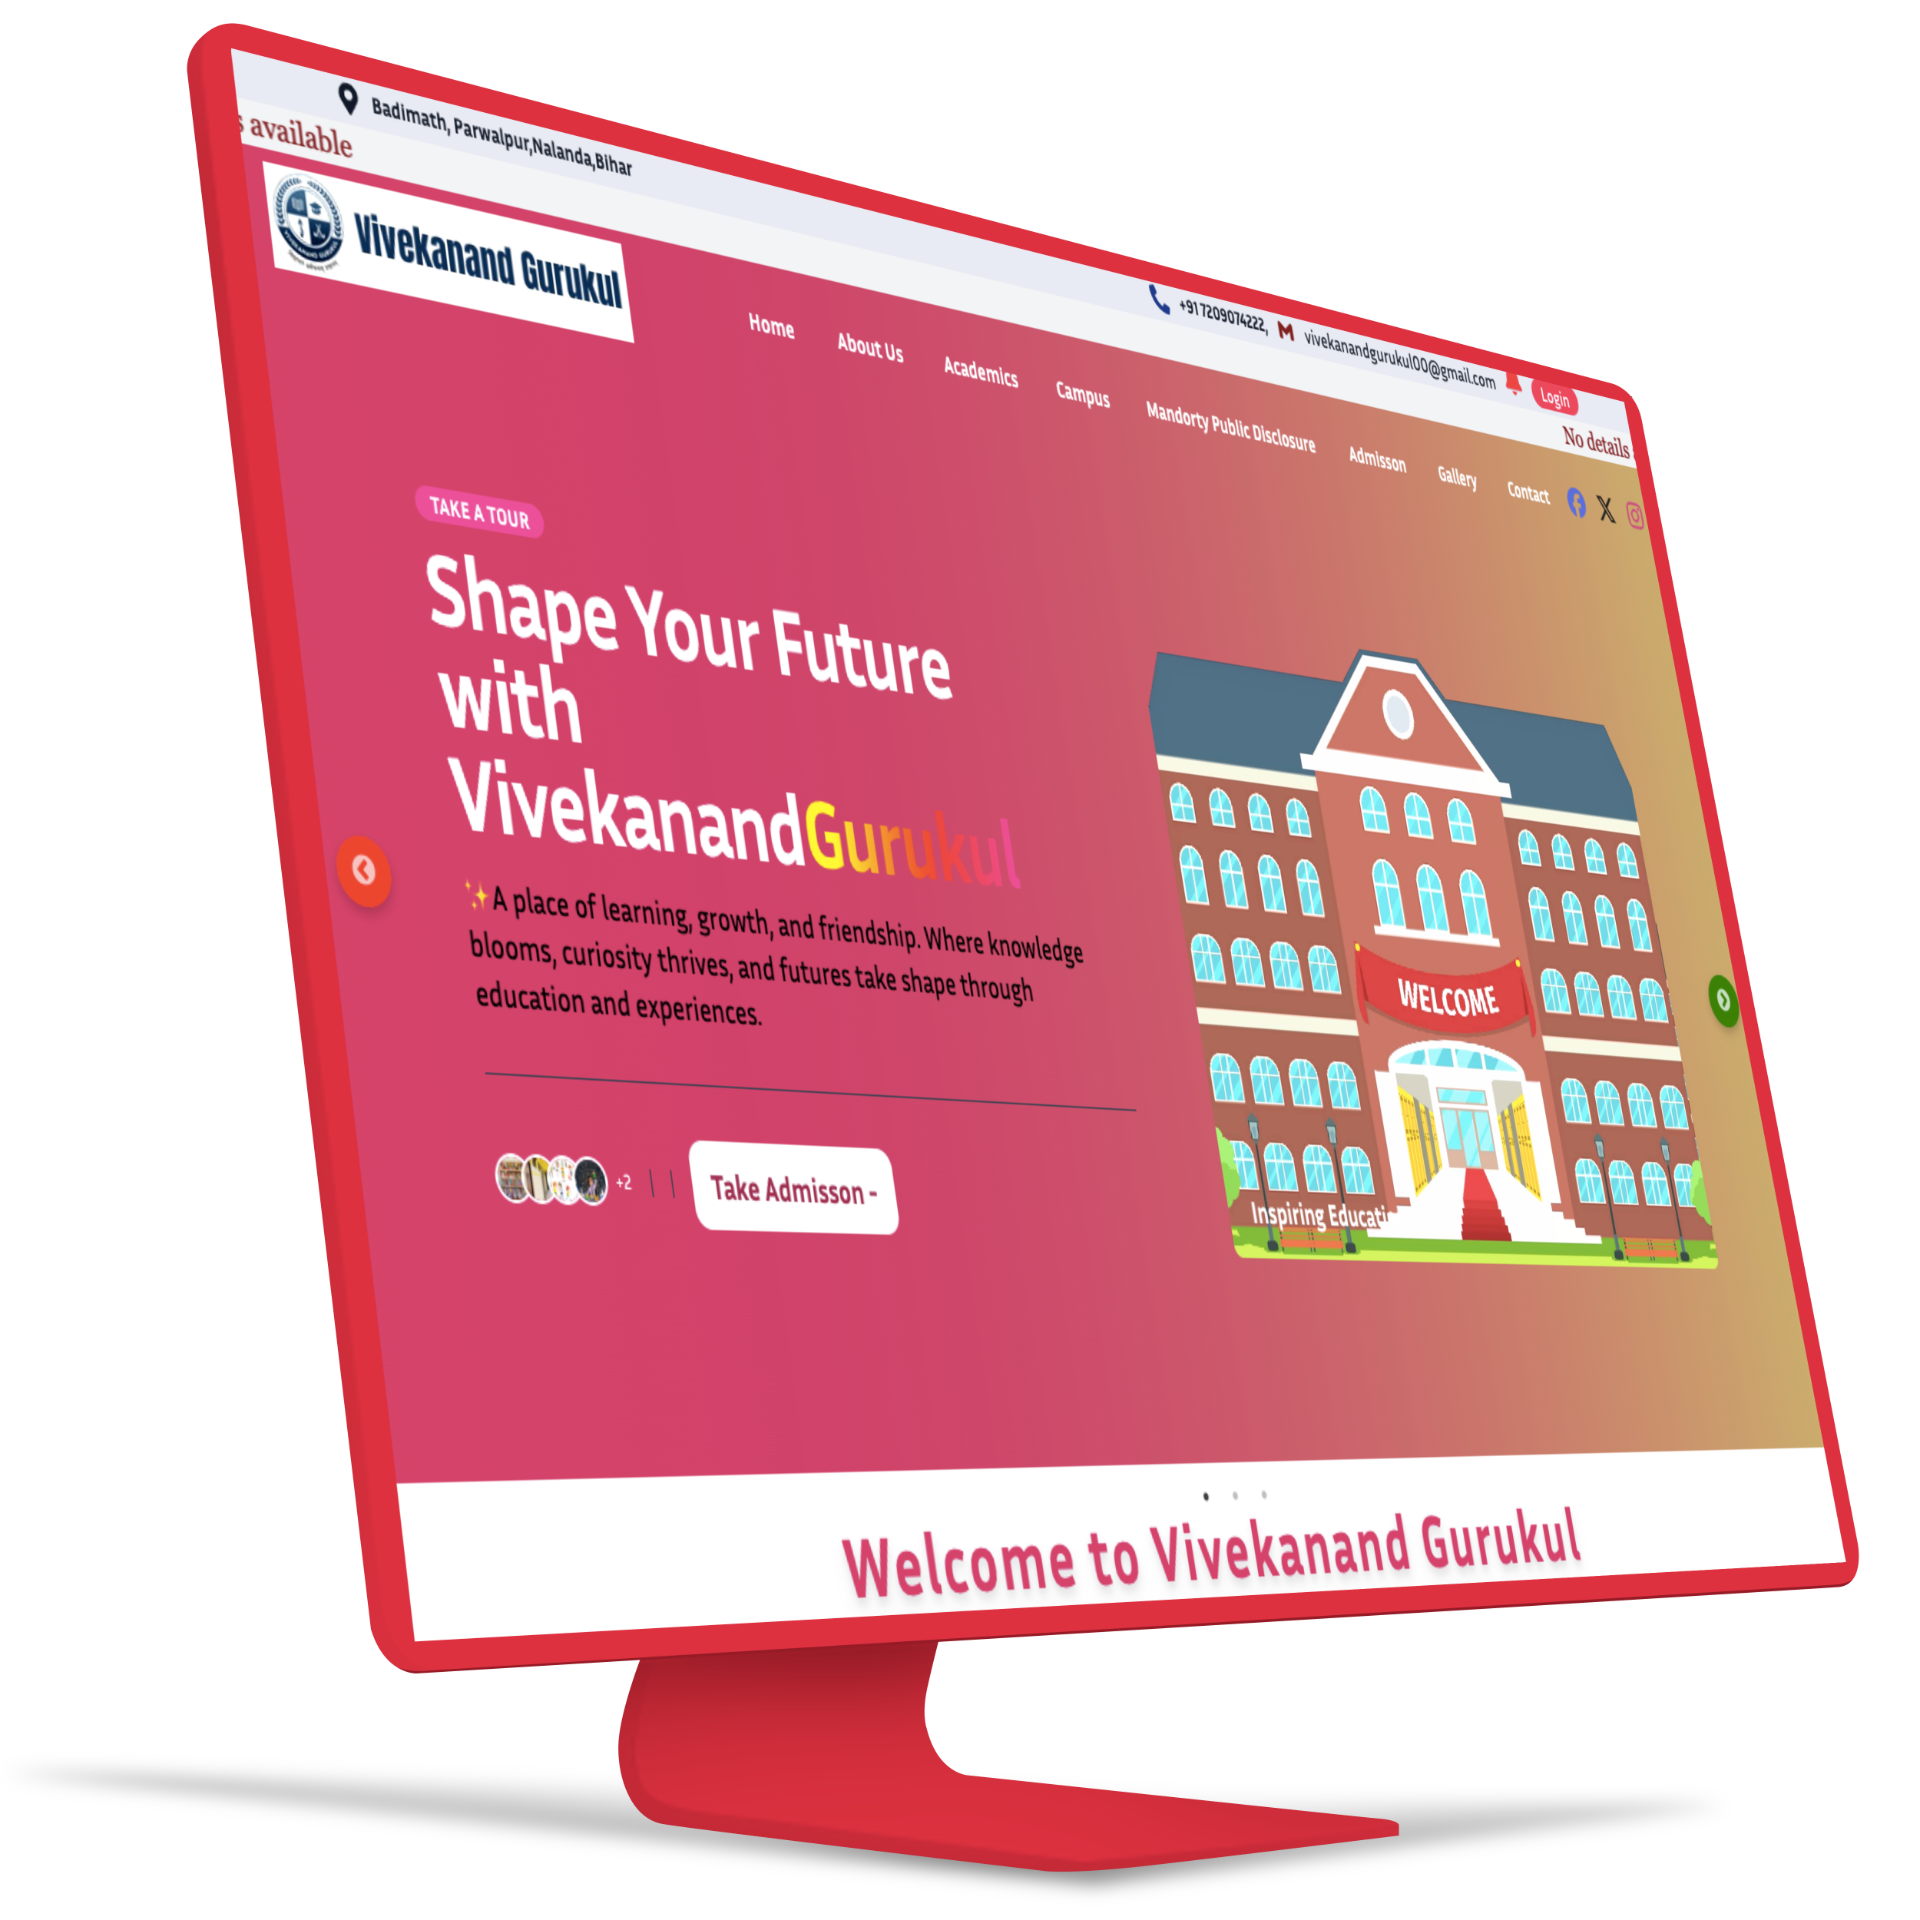 Badimath, Parwalpur,Nalanda,Bihar
+91 7209074222,
vivekanandgurukul00@gmail.com
Login
s available
No details
Vivekanand Gurukul
Home
About Us
Academics
Campus
Mandorty Public Disclosure
Admisson
Gallery
Contact
TAKE A TOUR
Shape Your Future
with
VivekanandGurukul
✨A place of learning, growth, and friendship. Where knowledge
blooms, curiosity thrives, and futures take shape through
education and experiences.
+2
Take Admisson -
WELCOME
Inspiring Educati
Welcome to Vivekanand Gurukul